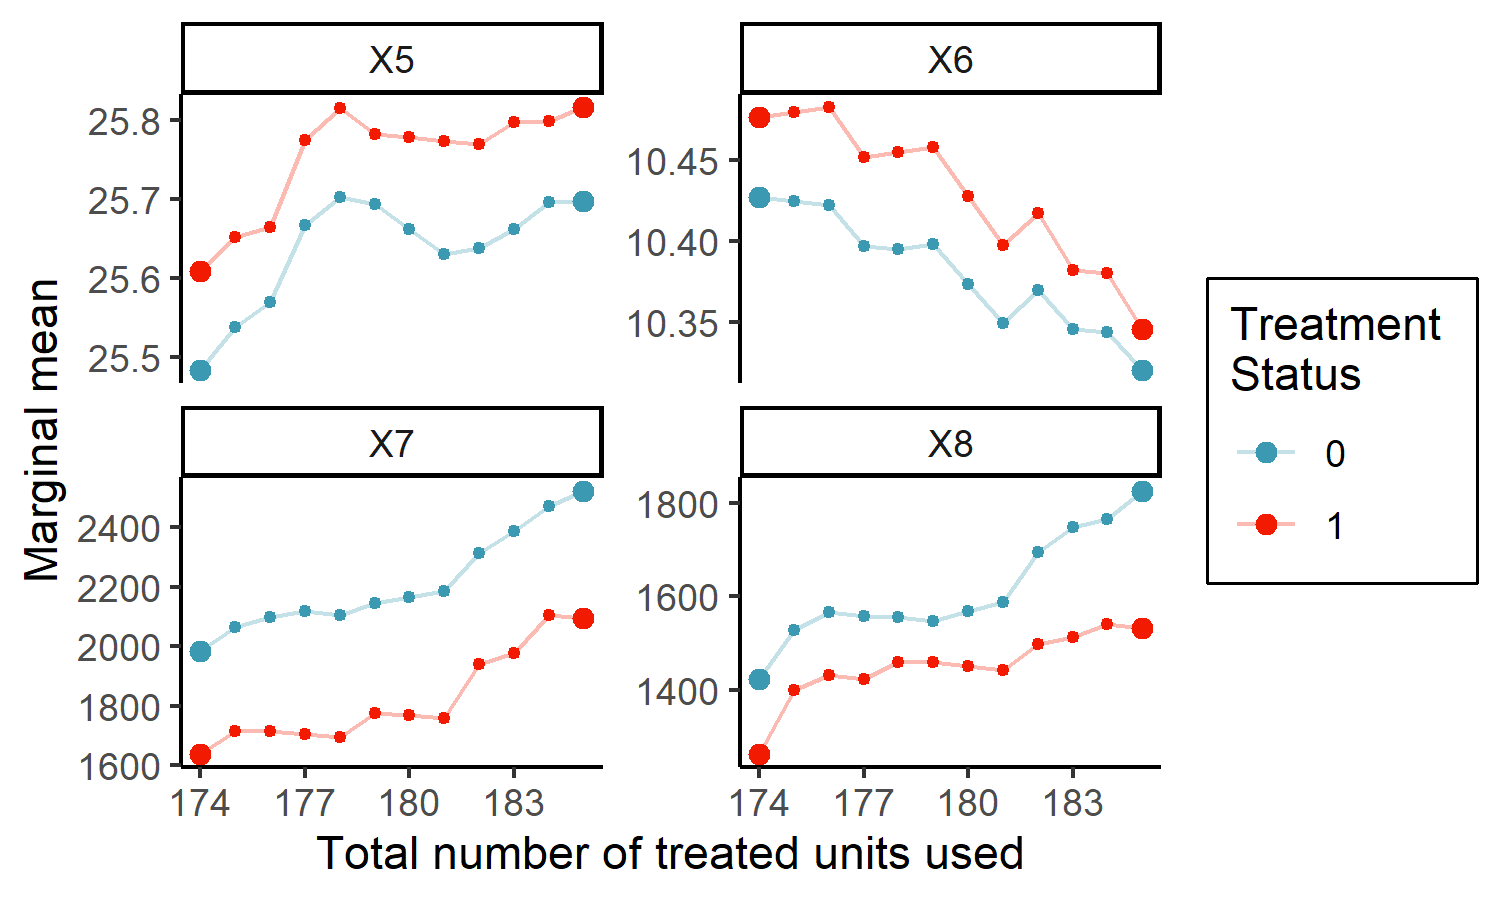 X5
X6
25.8
25.7
25.6
25.5
10.45
10.40
10.35
X7
X8
2400
2200
2000
1800
1600
1800
1600
1400
174 177 180 183
174 177 180 183
Marginal mean
Total number of treated units used
Treatment
Status
0
1